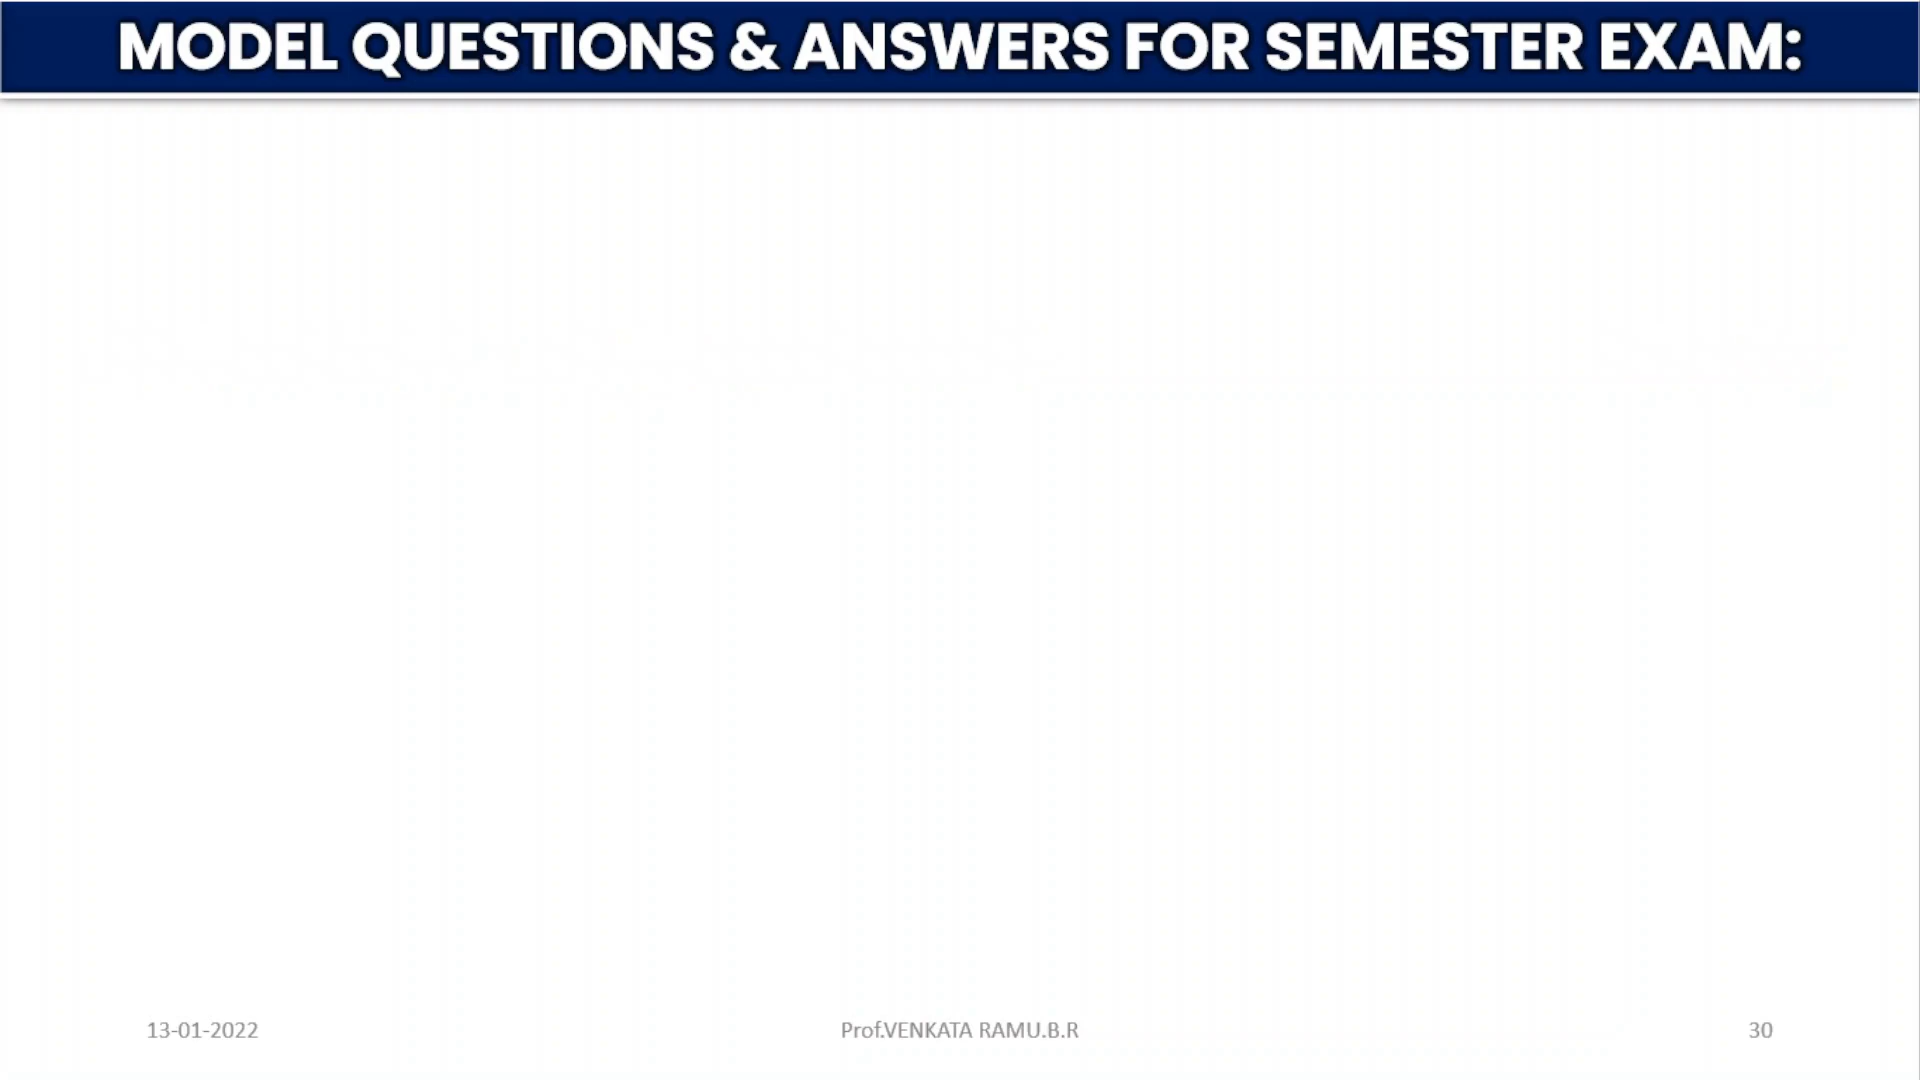 MODEL QUESTIONS & ANSWERS FOR SEMESTER EXAM:
13-01-2022
Prof.VENKATA RAMU.B.R
30